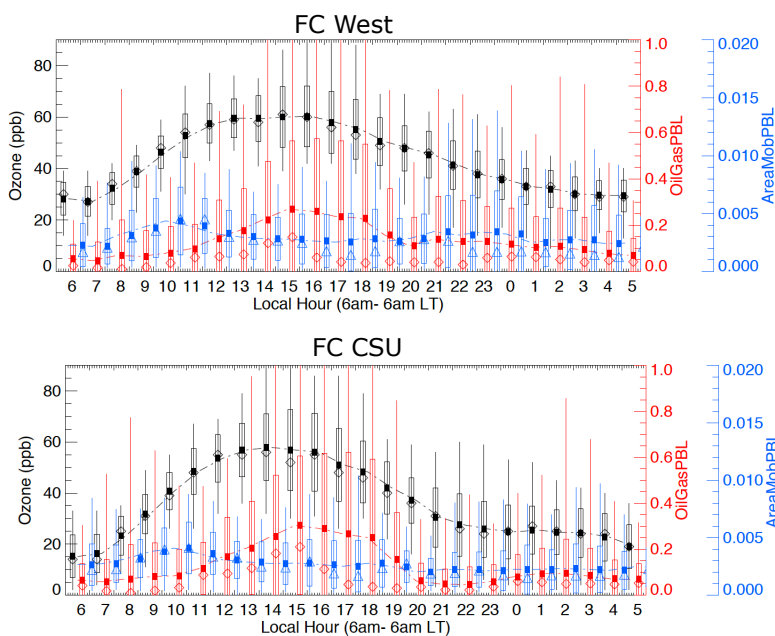 FC West
80
60
40
20
0
Ozone (ppb)
1.0
0.8
0.6
0.4
0.2
0.0
OilGasPBL
0.020
0.015
0.010
0.005
0.000
AreaMobPBL
6 7 8 9 10 11 12 13 14 15 16 17 18 19 20 21 22 23 0 1 2 3 4 5
Local Hour (6am- 6am LT)
FC CSU
80
60
40
20
0
Ozone (ppb)
1.0
0.8
0.6
0.4
0.2
0.0
OilGasPBL
0.020
0.015
0.010
0.005
0.000
AreaMobPBL
6 7 8 9 10 11 12 13 14 15 16 17 18 19 20 21 22 23 0 1 2 3 4 5
Local Hour (6am- 6am LT)